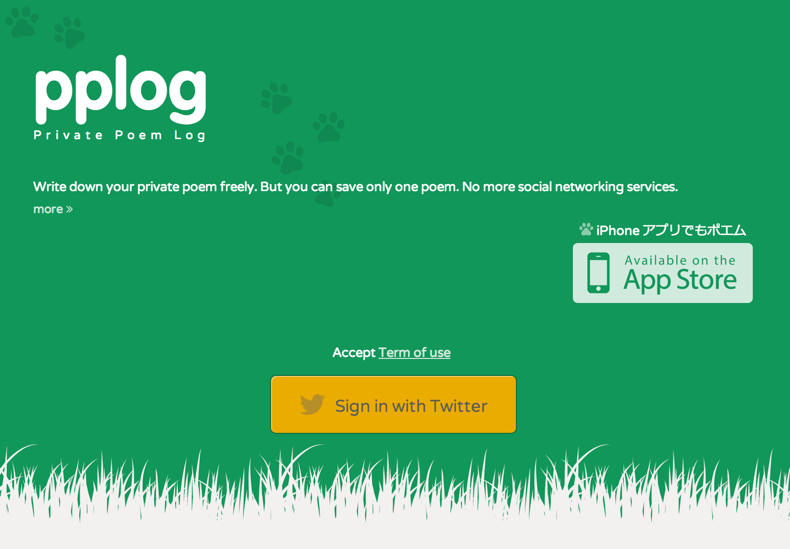 pplog
Private Poem Log
Write down your private poem freely. But you can save only one poem. No more social networking services.
more »
iPhone アプリでもポエム
Available on the
App Store
Accept Term of use
Sign in with Twitter